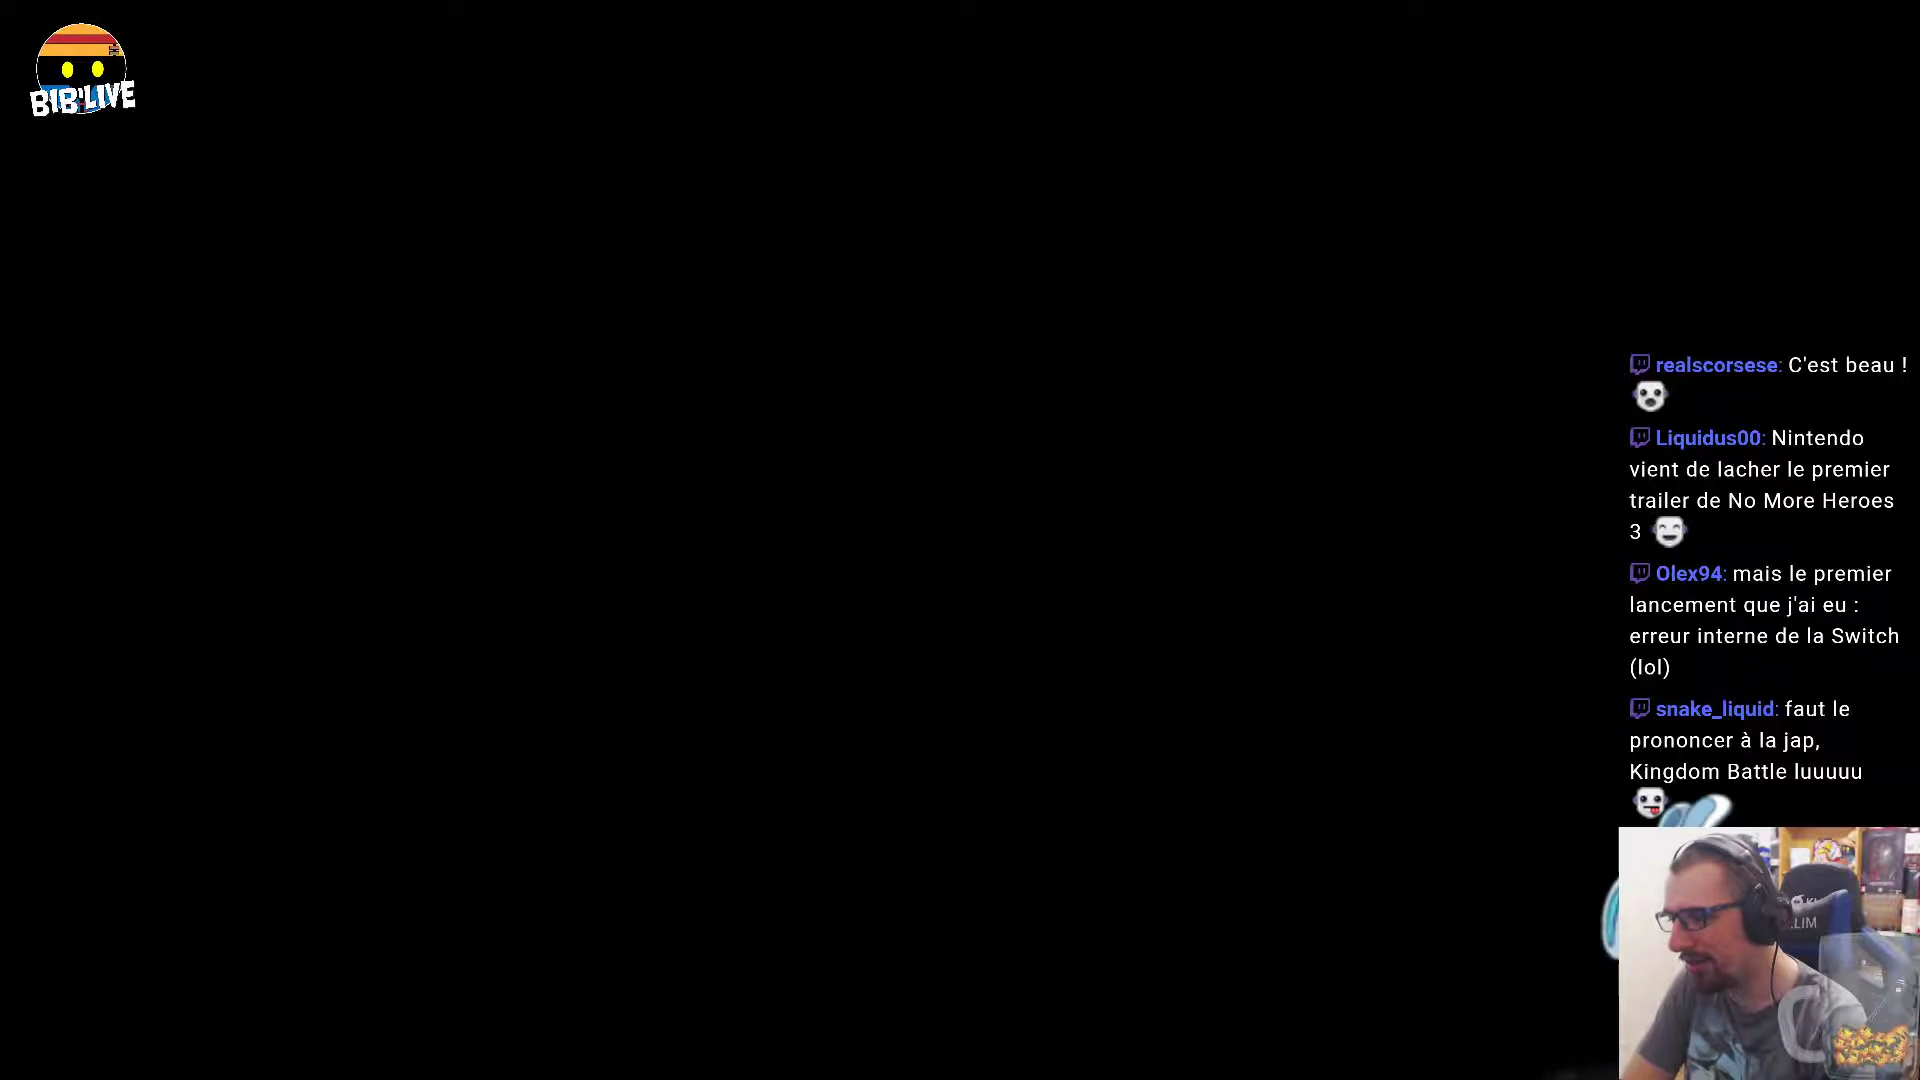 BIB'LIVE
realscorsese: C'est beau !
Liquidus00: Nintendo
vient de lacher le premier
trailer de No More Heroes
3
Olex94: mais le premier
lancement que j'ai eu :
erreur interne de la Switch
(lol)
snake_liquid: faut le
prononcer à la jap,
Kingdom Battle luuuuu